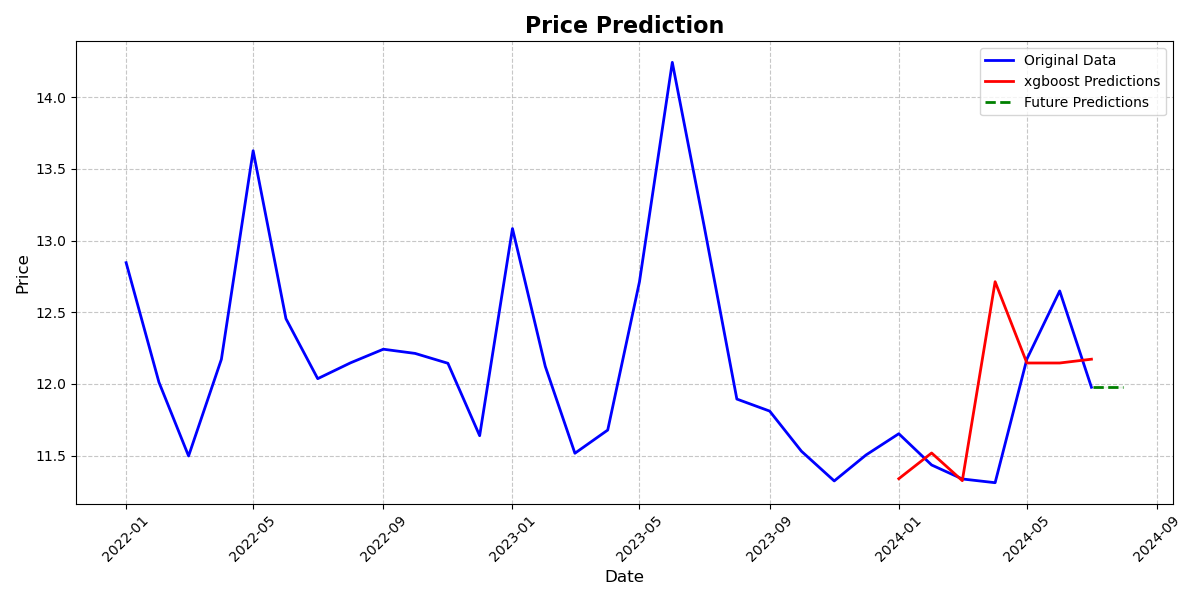 Price Prediction
Original Data
xgboost Predictions
Future Predictions
Price
14.0
13.5
13.0
12.5
12.0
11.5
2022-01
2022-05
2022-09
2023-01
2023-05
2023-09
2024-01
2024-05
2024-09
Date